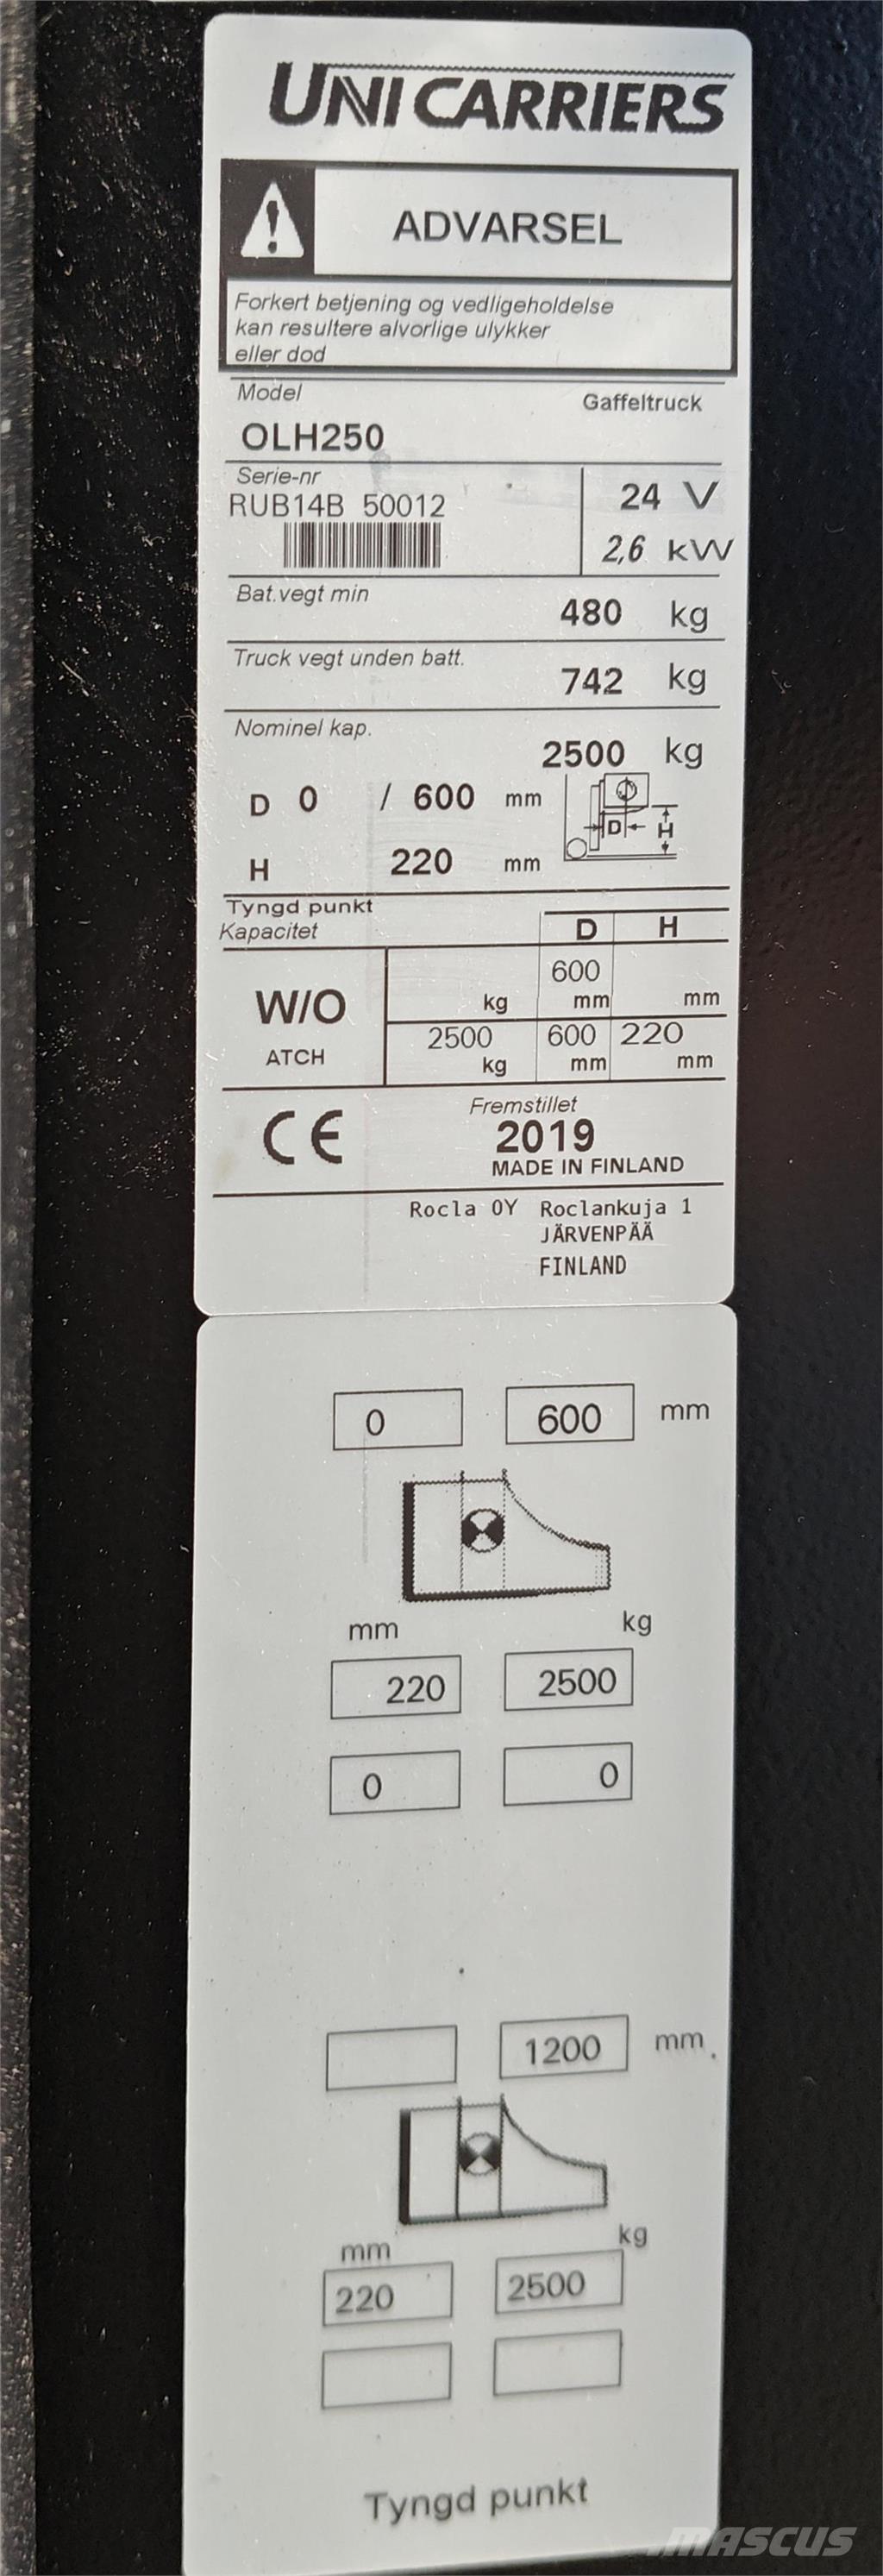 UNICARRIERS
ADVARSEL
Forkert betjening og vedligeholdelse
kan resultere alvorlige ulykker
eller dod
Model Gaffeltruck
OLH250
Serie-nr
RUB14B 50012 24 V
2,6 kW
Bat.vegt min
480 kg
Truck vegt unden batt.
742 kg
Nominel kap.
2500 kg
D 0 / 600 mm
D H
H 220 mm
Tyngd punkt
Kapacitet D H
600
W/O kg mm mm
2500 600 220
ATCH kg mm mm
CE Fremstillet
2019
MADE IN FINLAND
Rocla OY Roclankuja 1
JÄRVENPÄÄ
FINLAND
0 600 mm
mm kg
220 2500
0 0
1200 mm
mm kg
220 2500
Tyngd punkt
MASCUS